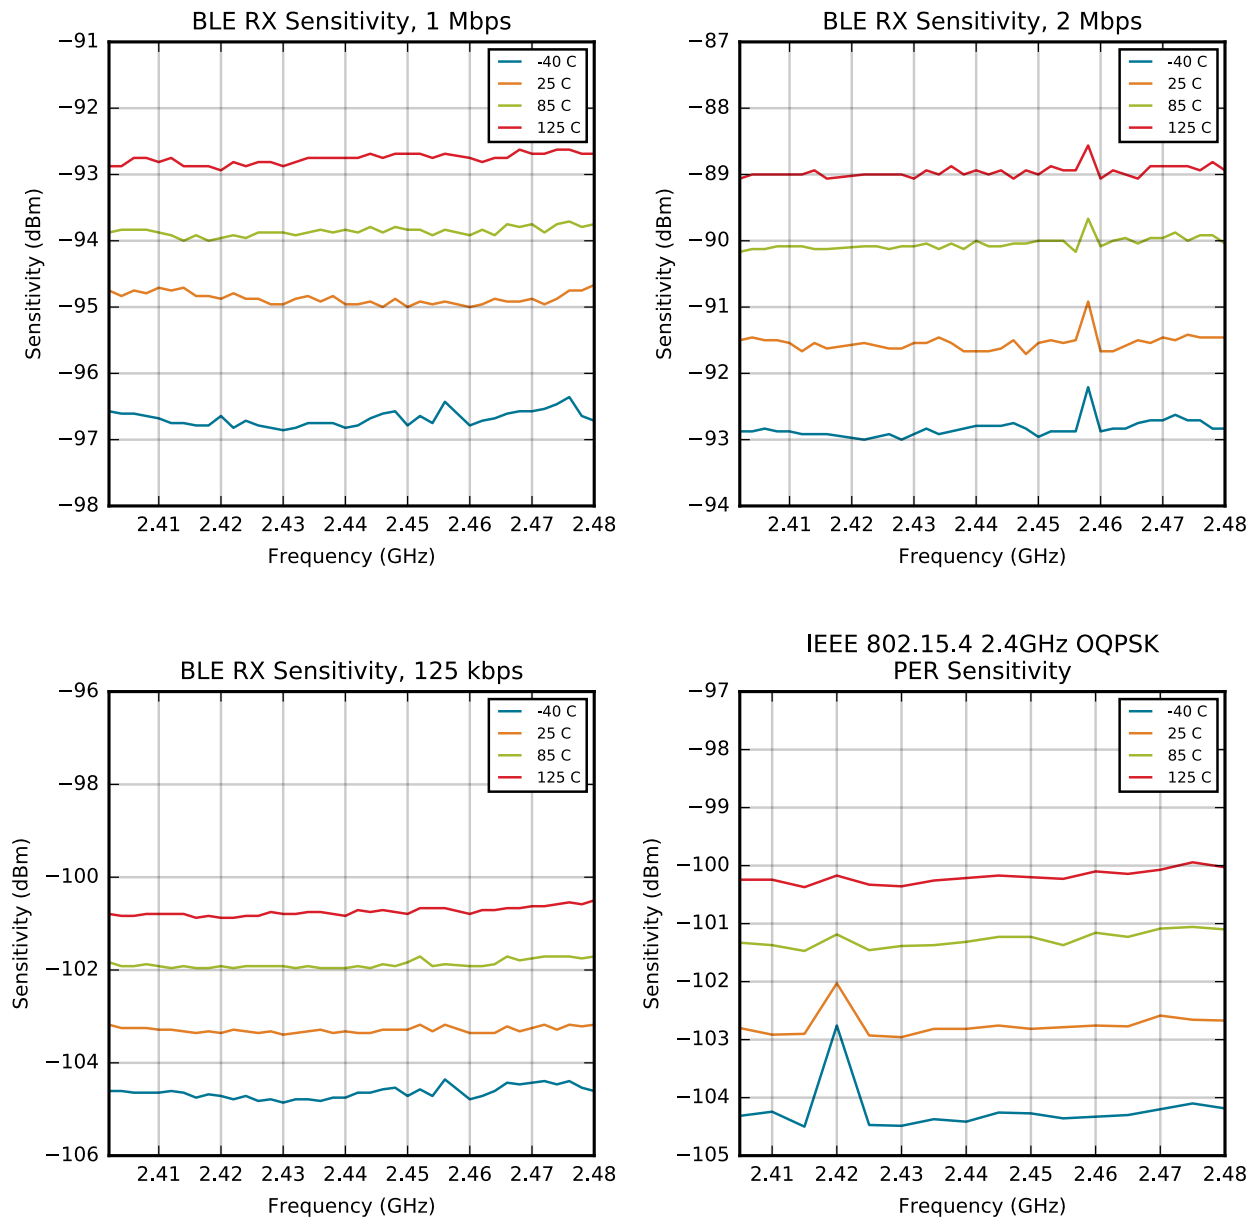 BLE RX Sensitivity, 1 Mbps
−91
−92
−93
−94
−95
−96
−97
−98
Sensitivity (dBm)
-40 C
25 C
85 C
125 C
2.41 2.42 2.43 2.44 2.45 2.46 2.47 2.48
Frequency (GHz)
BLE RX Sensitivity, 2 Mbps
−87
−88
−89
−90
−91
−92
−93
−94
Sensitivity (dBm)
-40 C
25 C
85 C
125 C
2.41 2.42 2.43 2.44 2.45 2.46 2.47 2.48
Frequency (GHz)
BLE RX Sensitivity, 125 kbps
−96
−98
−100
−102
−104
−106
Sensitivity (dBm)
-40 C
25 C
85 C
125 C
2.41 2.42 2.43 2.44 2.45 2.46 2.47 2.48
Frequency (GHz)
IEEE 802.15.4 2.4GHz OQPSK
PER Sensitivity
−97
−98
−99
−100
−101
−102
−103
−104
−105
Sensitivity (dBm)
-40 C
25 C
85 C
125 C
2.41 2.42 2.43 2.44 2.45 2.46 2.47 2.48
Frequency (GHz)